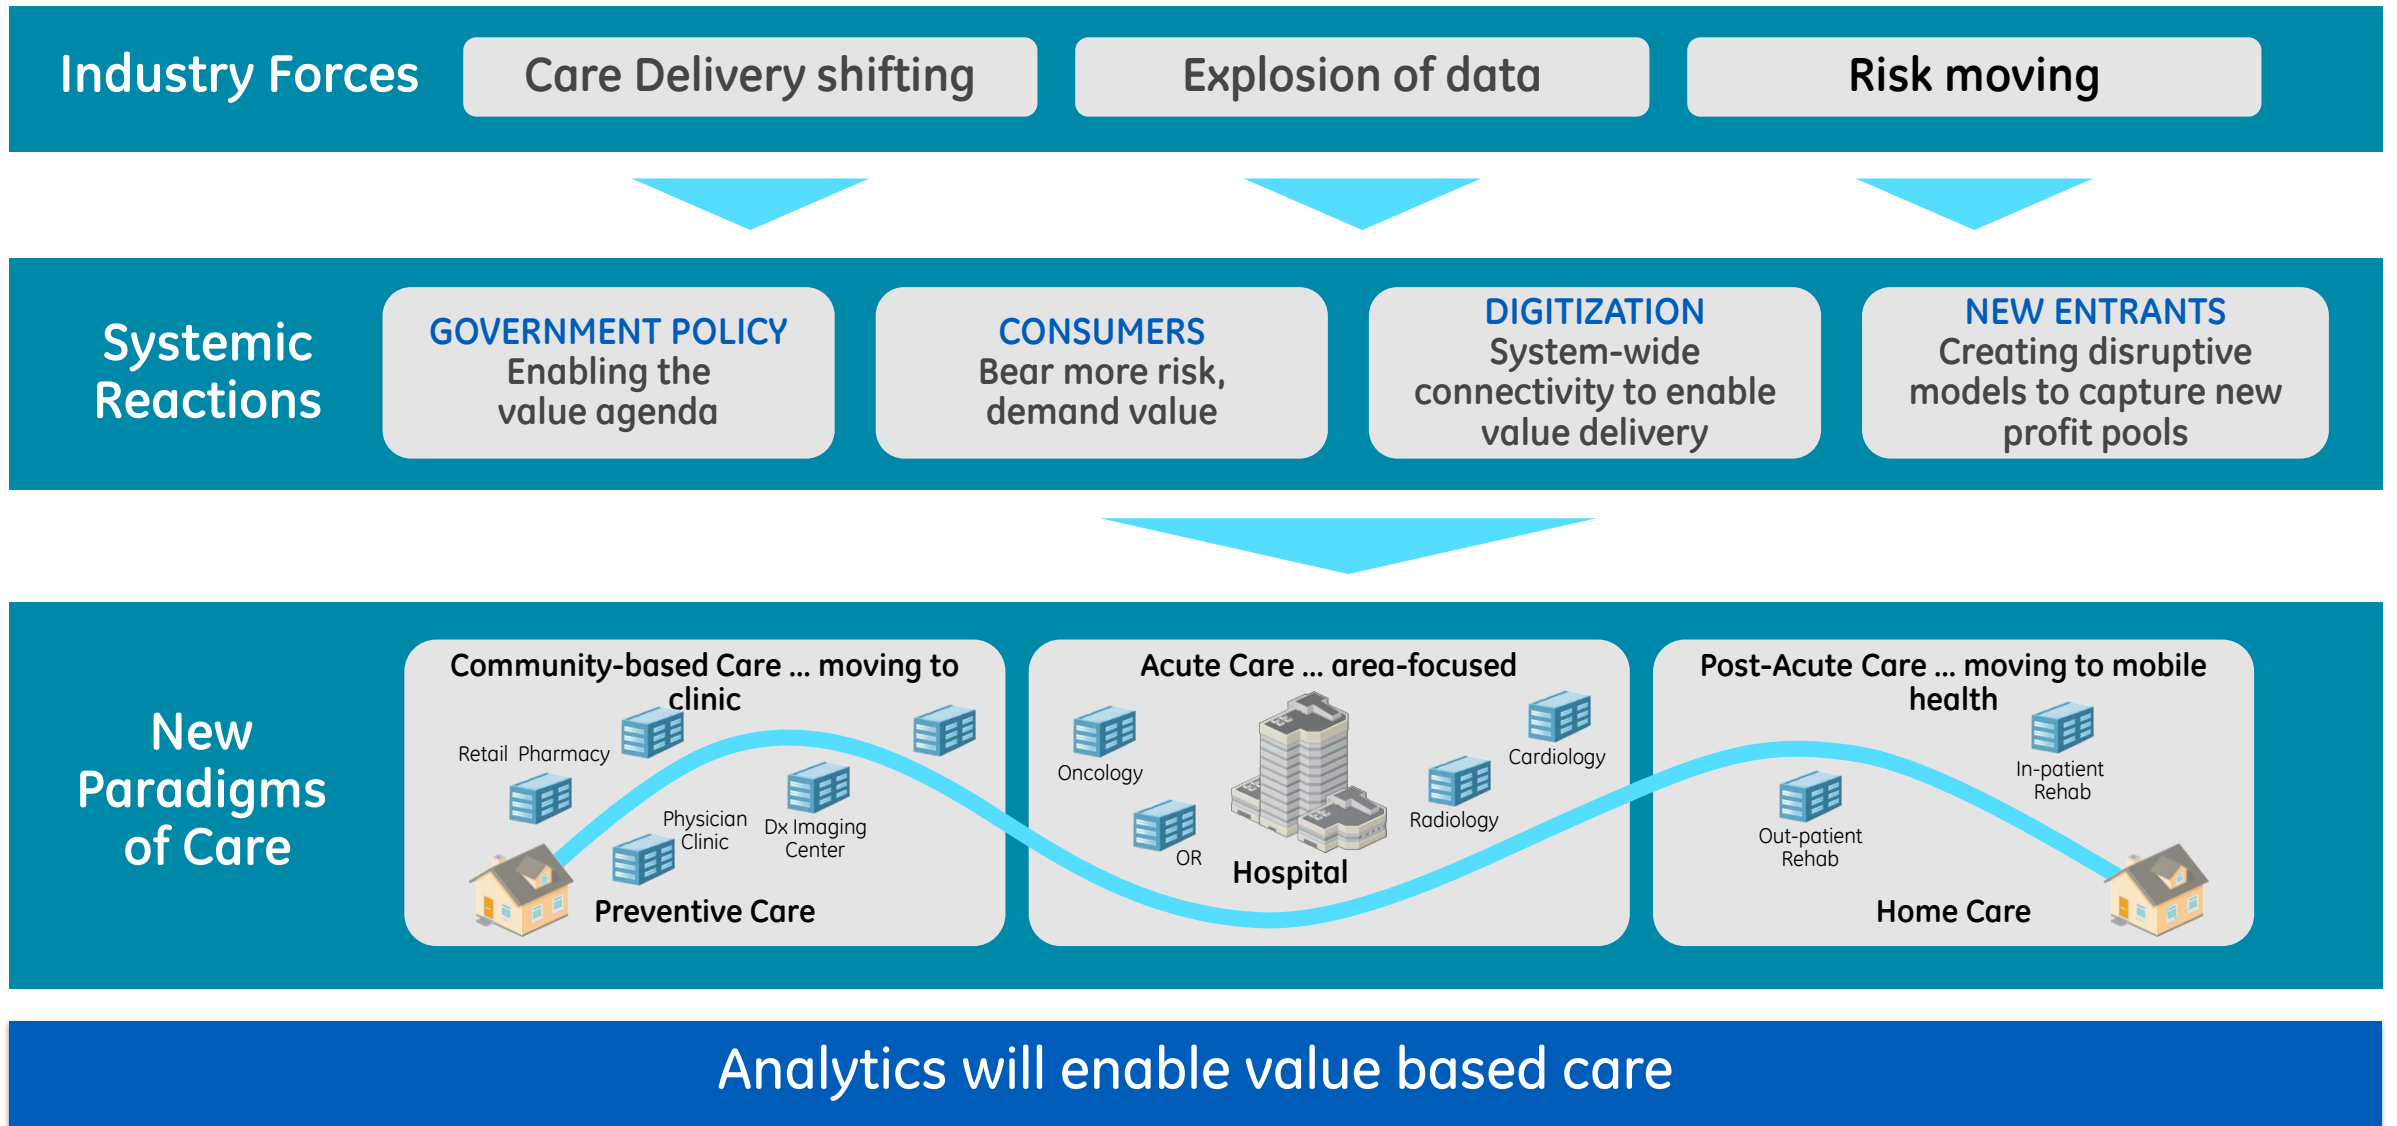 Industry Forces
Care Delivery shifting
Explosion of data
Risk moving
Systemic
Reactions
GOVERNMENT POLICY
Enabling the
value agenda
CONSUMERS
Bear more risk,
demand value
DIGITIZATION
System-wide
connectivity to enable
value delivery
NEW ENTRANTS
Creating disruptive
models to capture new
profit pools
New
Paradigms
of Care
Community-based Care ... moving to
clinic
Retail Pharmacy
Physician
Clinic
Dx Imaging
Center
Preventive Care
Acute Care ... area-focused
Oncology
OR
Hospital
Radiology
Cardiology
Post-Acute Care ... moving to mobile
health
In-patient
Rehab
Out-patient
Rehab
Home Care
Analytics will enable value based care